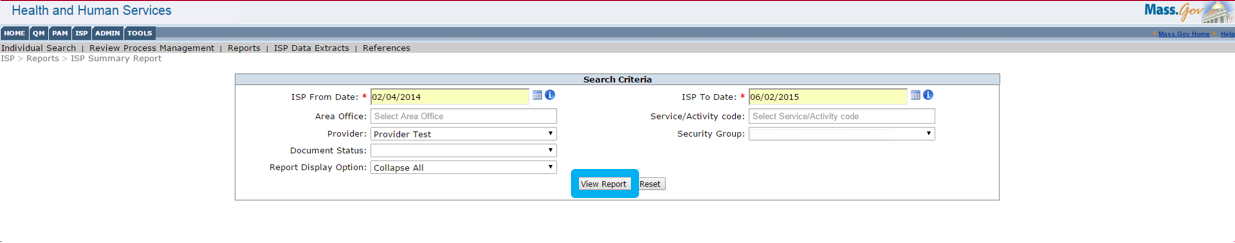 Health and Human Services
Mass.Gov
HOME QM PAM ISP ADMIN TOOLS
Mass.Gov Home Help
Individual Search | Review Process Management | Reports | ISP Data Extracts | References
ISP > Reports > ISP Summary Report
Search Criteria
ISP From Date: * 02/04/2014 ISP To Date: * 06/02/2015
Area Office: Select Area Office Service/Activity code: Select Service/Activity code
Provider: Provider Test Security Group:
Document Status:
Report Display Option: Collapse All
View Report Reset